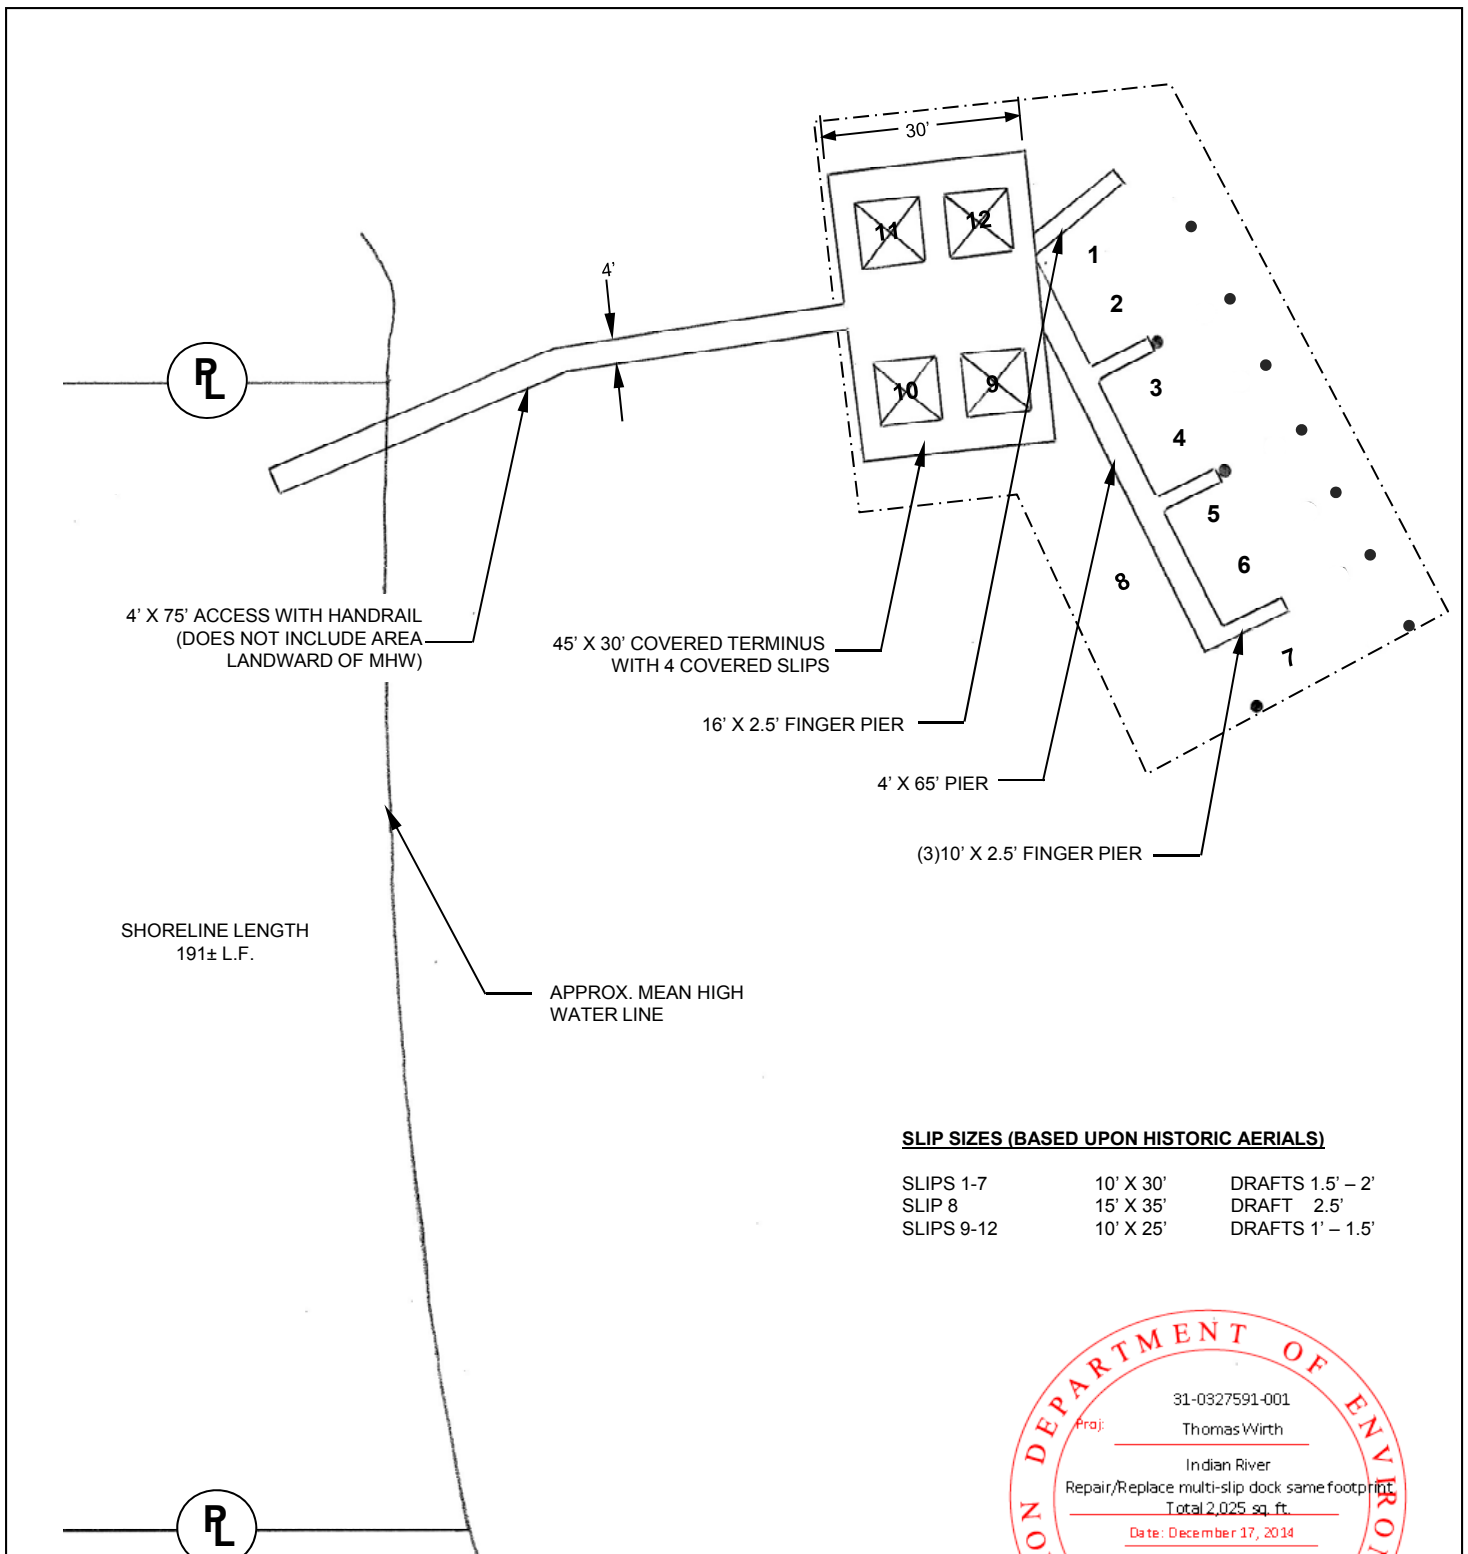 30'
11
12
1
2
4'
3
PL
10
9
4
5
6
8
4' X 75' ACCESS WITH HANDRAIL
(DOES NOT INCLUDE AREA
LANDWARD OF MHW)
45' X 30' COVERED TERMINUS
WITH 4 COVERED SLIPS
7
16' X 2.5' FINGER PIER
4' X 65' PIER
(3)10' X 2.5' FINGER PIER
SHORELINE LENGTH
191± L.F.
APPROX. MEAN HIGH
WATER LINE
SLIP SIZES (BASED UPON HISTORIC AERIALS)
SLIPS 1-7 10' X 30' DRAFTS 1.5' – 2'
SLIP 8 15' X 35' DRAFT 2.5'
SLIPS 9-12 10' X 25' DRAFTS 1' – 1.5'
ON DEPARTMENT OF ENVIRO
31-0327591-001
Proj: Thomas Wirth
Indian River
Repair/Replace multi-slip dock same footprint
Total 2,025 sq. ft.
Date: December 17, 2014
PL